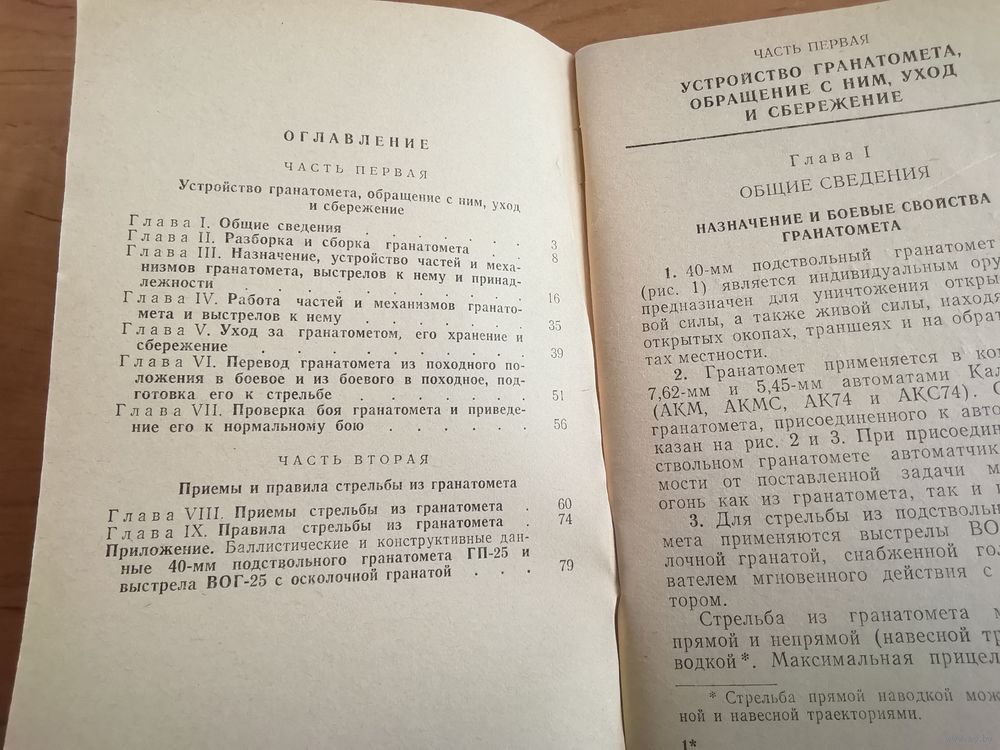 ОГЛАВЛЕНИЕ
ЧАСТЬ ПЕРВАЯ
Устройство гранатомета, обращение с ним, уход
и сбережение
Глава I. Общие сведения . . . . . . . 3
Глава II. Разборка и сборка гранатомета . . 8
Глава III. Назначение, устройство частей и меха-
низмов гранатомета, выстрелов к нему и принад-
лежности . . . . . . . . . 16
Глава IV. Работа частей и механизмов гранато-
мета и выстрелов к нему . . . . . . . 35
Глава V. Уход за гранатометом, его хранение и
сбережение . . . . . . . . . 39
Глава VI. Перевод гранатомета из походного по-
ложения в боевое и из боевого в походное, под-
готовка его к стрельбе . . . . . . . 51
Глава VII. Проверка боя гранатомета и приведе-
ние его к нормальному бою . . . . . . 56
ЧАСТЬ ВТОРАЯ
Приемы и правила стрельбы из гранатомета
Глава VIII. Приемы стрельбы из гранатомета . 60
Глава IX. Правила стрельбы из гранатомета . 74
Приложение. Баллистические и конструктивные дан-
ные 40-мм подствольного гранатомета ГП-25 и
выстрела ВОГ-25 с осколочной гранатой . . . 79
ЧАСТЬ ПЕРВАЯ
УСТРОЙСТВО ГРАНАТОМЕТА,
ОБРАЩЕНИЕ С НИМ, УХОД
И СБЕРЕЖЕНИЕ
Глава I
ОБЩИЕ СВЕДЕНИЯ
НАЗНАЧЕНИЕ И БОЕВЫЕ СВОЙСТВА
ГРАНАТОМЕТА
1. 40-мм подствольный гранатомет
(рис. 1) является индивидуальным ору
предназначен для уничтожения откры
вой силы, а также живой силы, находя
открытых окопах, траншеях и на обрат
тах местности.
2. Гранатомет применяется в ком
7,62-мм и 5,45-мм автоматами Кал
(АКМ, АКМС, АК74 и АКС74).
гранатомета, присоединенного к авто
казан на рис. 2 и 3. При присоедин
ствольном гранатомете автоматчик
мости от поставленной задачи м
огонь как из гранатомета, так и и
3. Для стрельбы из подствольн
мета применяются выстрелы ВО
лочной гранатой, снабженной гол
вателем мгновенного действия с
тором.
Стрельба из гранатомета м
прямой и непрямой (навесной тр
водкой*. Максимальная прицел
* Стрельба прямой наводкой мож
ной и навесной траекториями.
1*